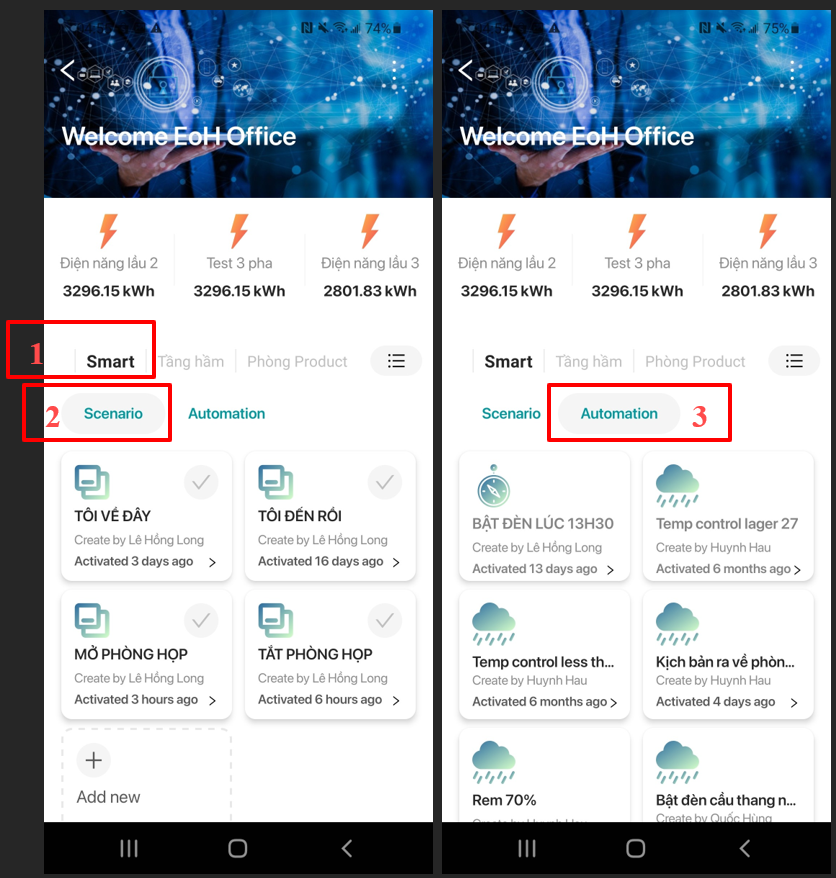 74%
Welcome EoH Office
Điện năng lầu 2
Test 3 pha
Điện năng lầu 3
3296.15 kWh
3296.15 kWh
2801.83 kWh
1
Smart
Tầng hầm
Phòng Product
2
Scenario
Automation
TÔI VỀ ĐÂY
Create by Lê Hồng Long
Activated 3 days ago
TÔI ĐẾN RỒI
Create by Lê Hồng Long
Activated 16 days ago
MỞ PHÒNG HỌP
Create by Lê Hồng Long
Activated 3 hours ago
TẮT PHÒNG HỌP
Create by Lê Hồng Long
Activated 6 hours ago
Add new
75%
Welcome EoH Office
Điện năng lầu 2
Test 3 pha
Điện năng lầu 3
3296.15 kWh
3296.15 kWh
2801.83 kWh
Smart
Tầng hầm
Phòng Product
Scenario
Automation
3
BẬT ĐÈN LÚC 13H30
Create by Lê Hồng Long
Activated 13 days ago
Temp control lager 27
Create by Huynh Hau
Activated 6 months ago
Temp control less th...
Create by Huynh Hau
Activated 6 months ago
Kịch bản ra về phòn...
Create by Huynh Hau
Activated 4 days ago
Rem 70%
Create by Huynh Hau
Bật đèn cầu thang n...
Create by Quốc Hùng